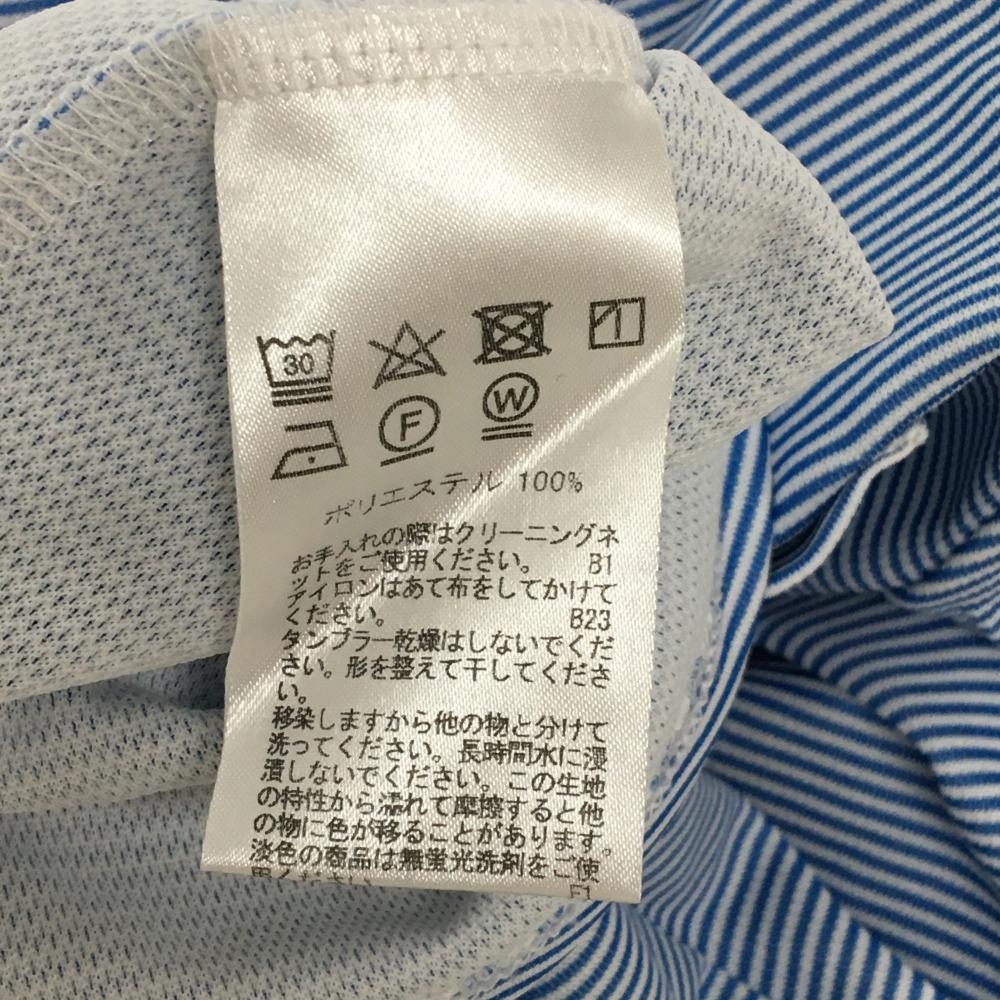 30
F W
ポリエステル 100%
お手入れの際はクリーニングネ
ットをご使用ください。 B1
アイロンはあて布をしてかけて
ください。 B23
タンブラー乾燥はしないでくだ
さい。形を整えて干してくださ
い。
移染しますから他の物と分けて
洗ってください。長時間水に浸
漬しないでください。この生地
の特性から濡れて摩擦すると他
の物に色が移ることがあります。
淡色の商品は無蛍光洗剤をご使
用ください F1